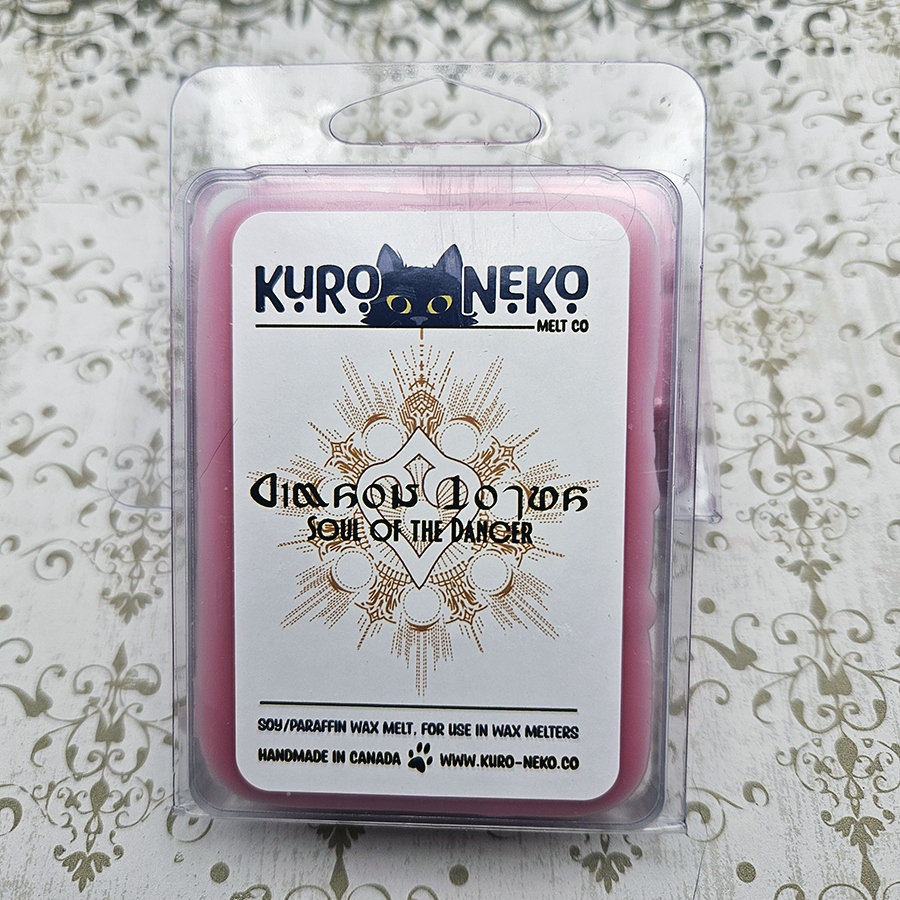 KURO NEKO
MELT CO
SOUL OF THE DANCER
SOY/PARAFFIN WAX MELT, FOR USE IN WAX MELTERS
HANDMADE IN CANADA WWW.KURO-NEKO.CO